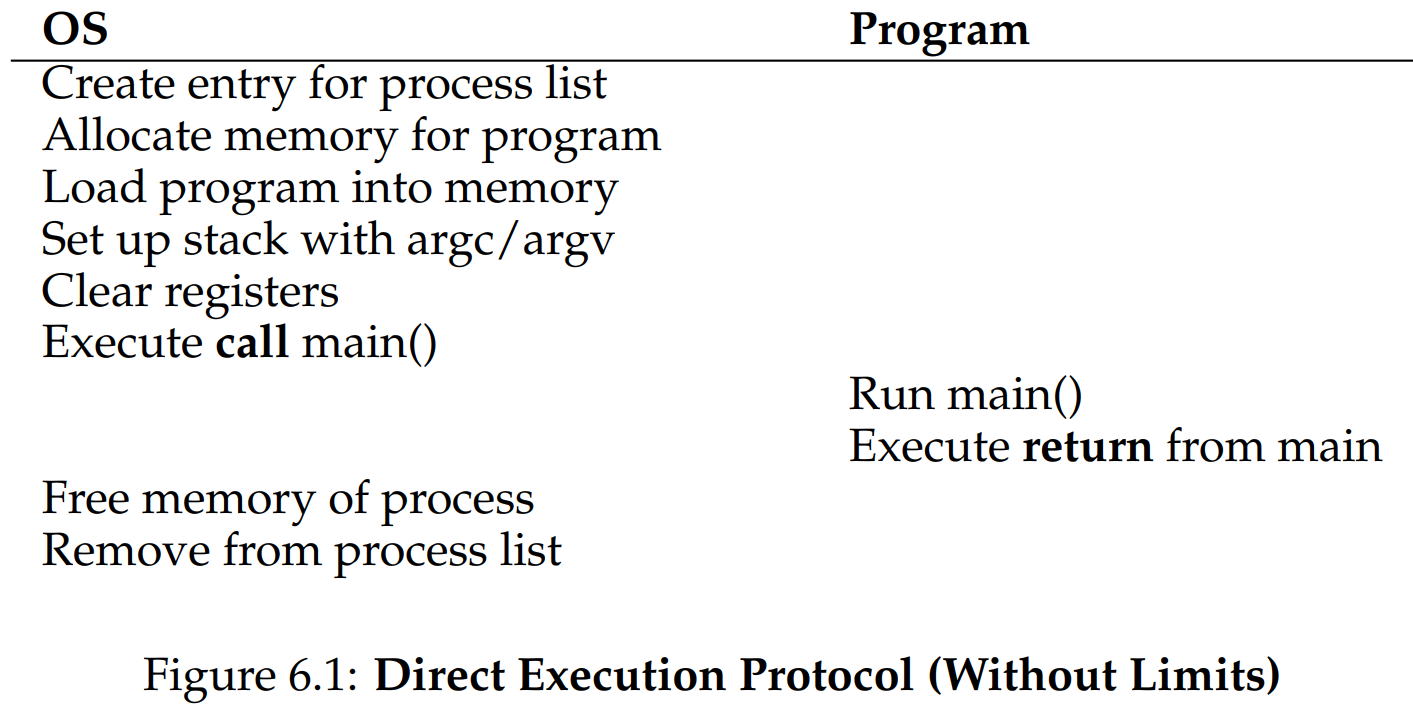 OS Program
Create entry for process list
Allocate memory for program
Load program into memory
Set up stack with argc/argv
Clear registers
Execute call main()
Run main()
Execute return from main
Free memory of process
Remove from process list
Figure 6.1: Direct Execution Protocol (Without Limits)